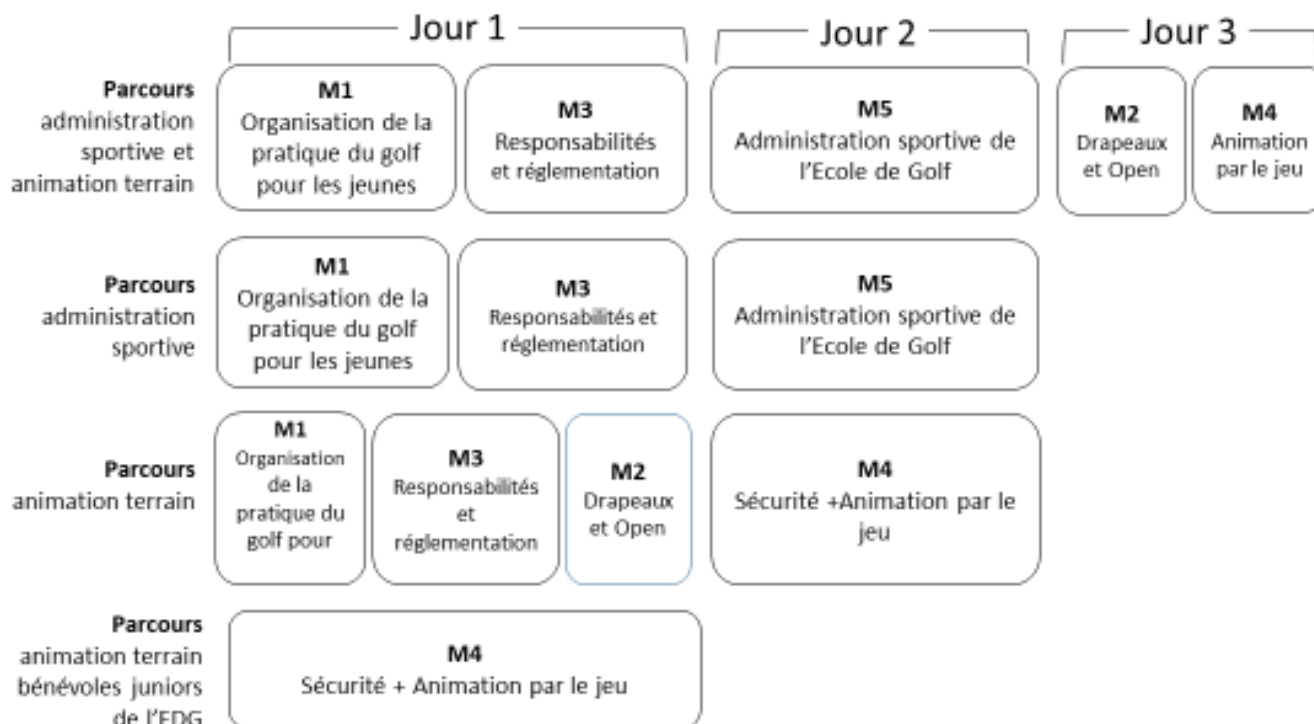 Jour 1
Jour 2
Jour 3
Parcours
administration
sportive et
animation terrain
M1
Organisation de la
pratique du golf
pour les jeunes
M3
Responsabilités
et réglementation
M5
Administration sportive de
l'Ecole de Golf
M2
Drapeaux
et Open
M4
Animation
par le jeu
Parcours
administration
sportive
M1
Organisation de la
pratique du golf
pour les jeunes
M3
Responsabilités et
réglementation
M5
Administration sportive de
l'Ecole de Golf
Parcours
animation terrain
M1
Organisation
de la
pratique du
golf pour
M3
Responsabilités
et
réglementation
M2
Drapeaux
et Open
M4
Sécurité +Animation par le
jeu
Parcours
animation terrain
bénévoles juniors
de l'EDG
M4
Sécurité + Animation par le jeu